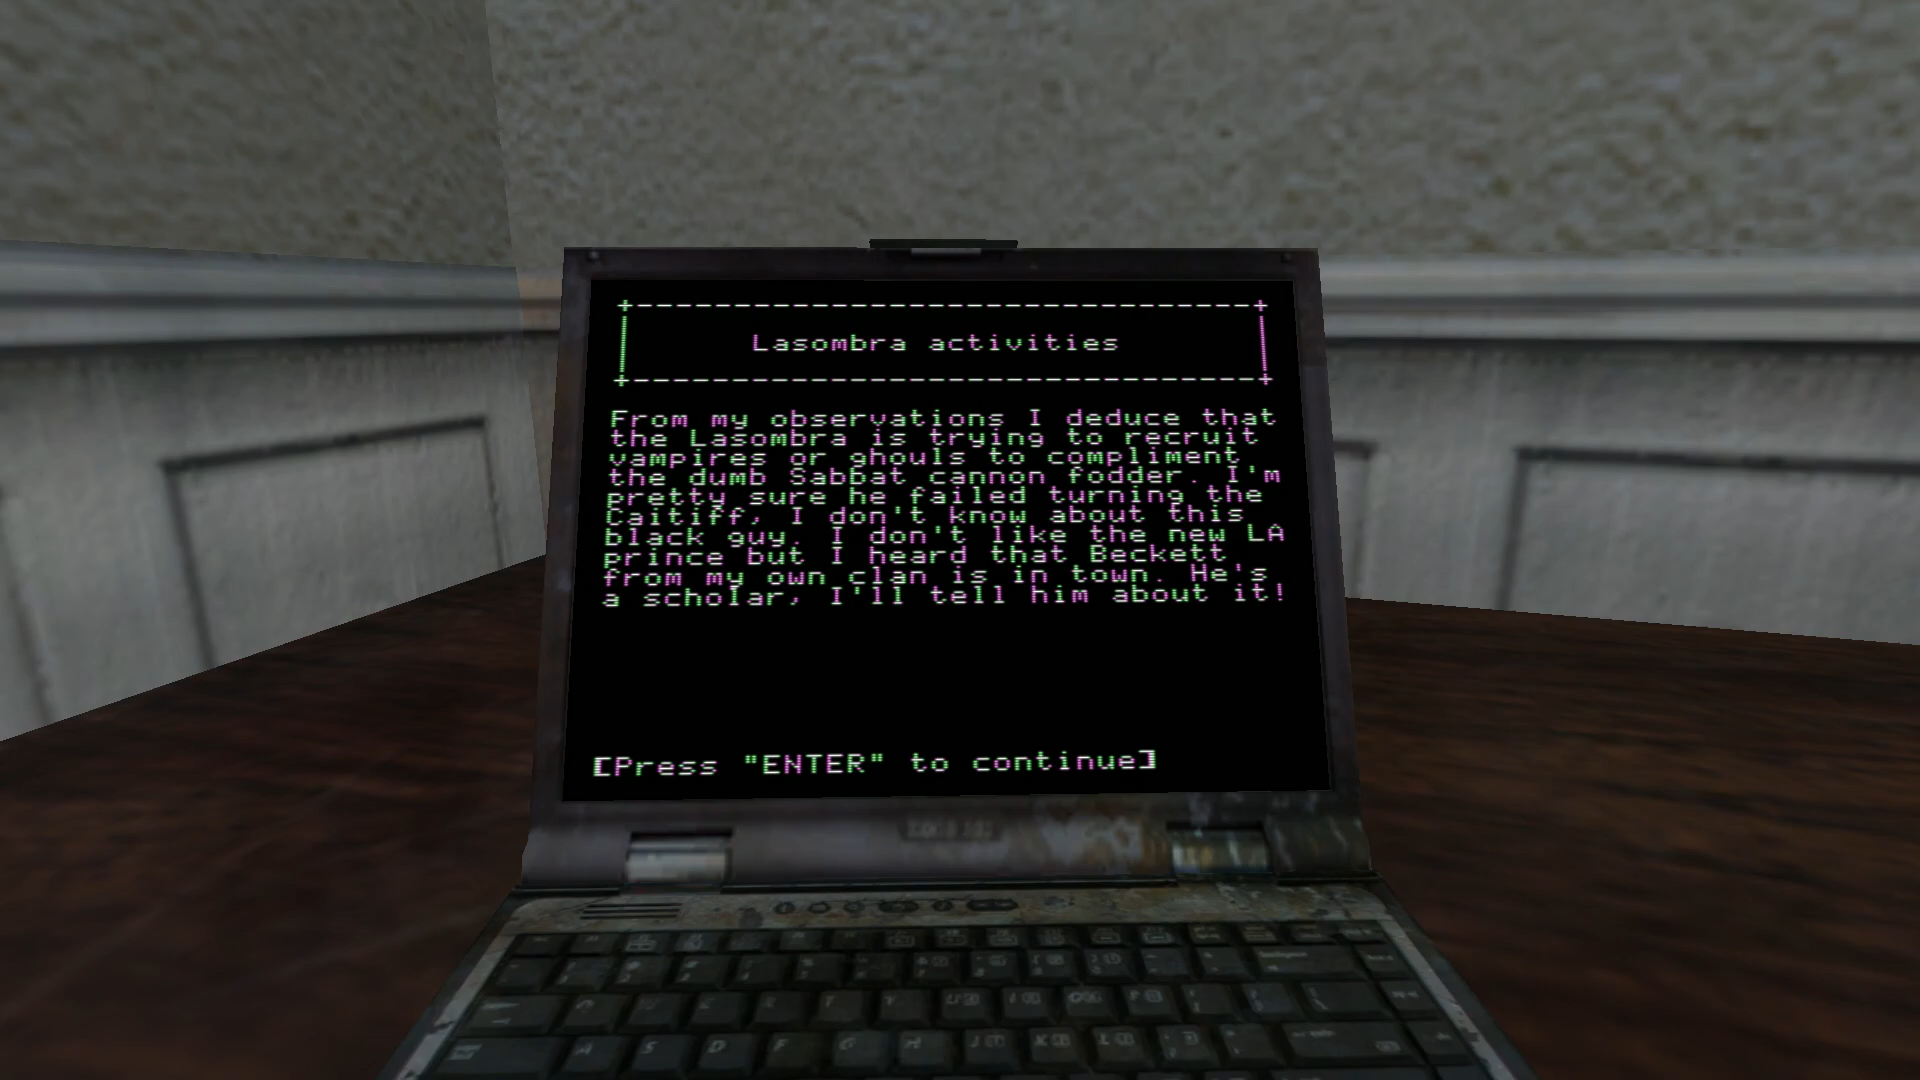 Lasombra activities
From my observations I deduce that
the Lasombra is trying to recruit
vampires or ghouls to compliment
the dumb Sabbat cannon fodder. I'm
pretty sure he failed turning the
Caitiff, I don't know about this
black guy. I don't like the new LA
prince but I heard that Beckett
from my own clan is in town. He's
a scholar, I'll tell him about it!
[Press "ENTER" to continue]